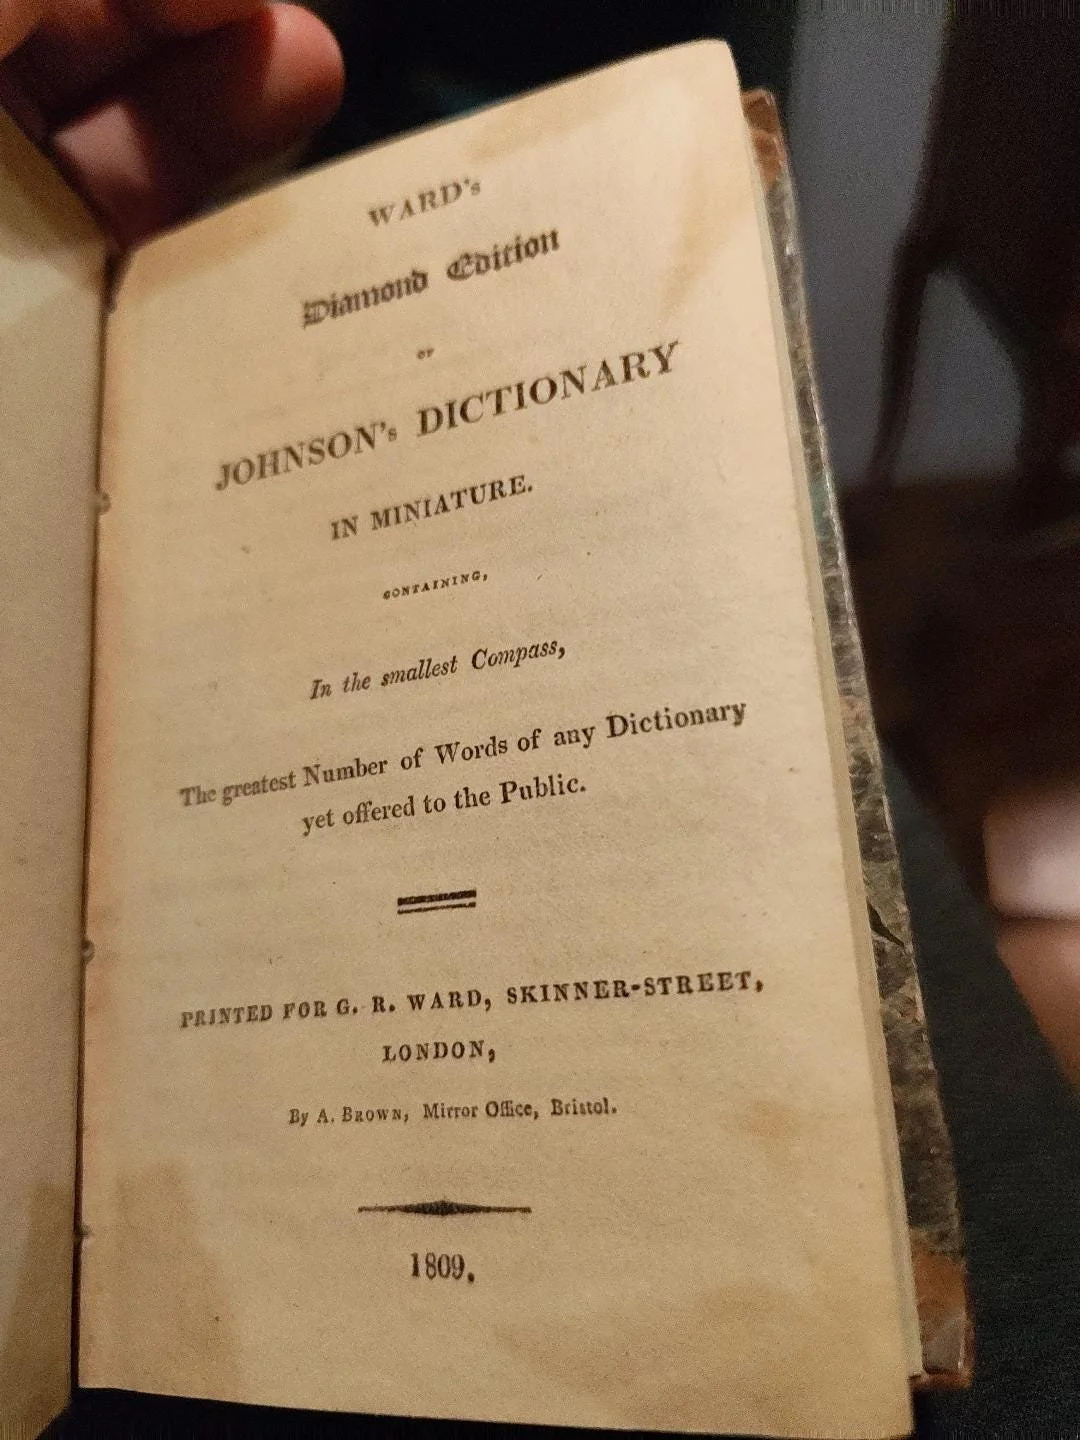 WARD's
Diamond Edition
OF
JOHNSON's DICTIONARY
IN MINIATURE.
CONTAINING,
In the smallest Compass,
The greatest Number of Words of any Dictionary
yet offered to the Public.
PRINTED FOR G. R. WARD, SKINNER-STREET,
LONDON,
By A. BROWN, Mirror Office, Bristol.
1809.